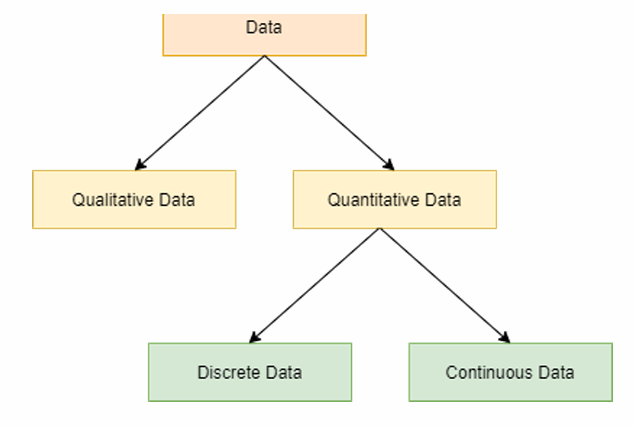 Data
Qualitative Data
Quantitative Data
Discrete Data
Continuous Data